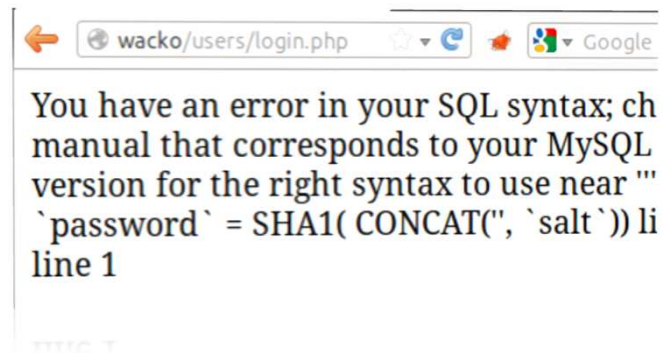 wacko/users/login.php
Google
You have an error in your SQL syntax; ch
manual that corresponds to your MySQL
version for the right syntax to use near '''
`password` = SHA1( CONCAT('', `salt`)) li
line 1